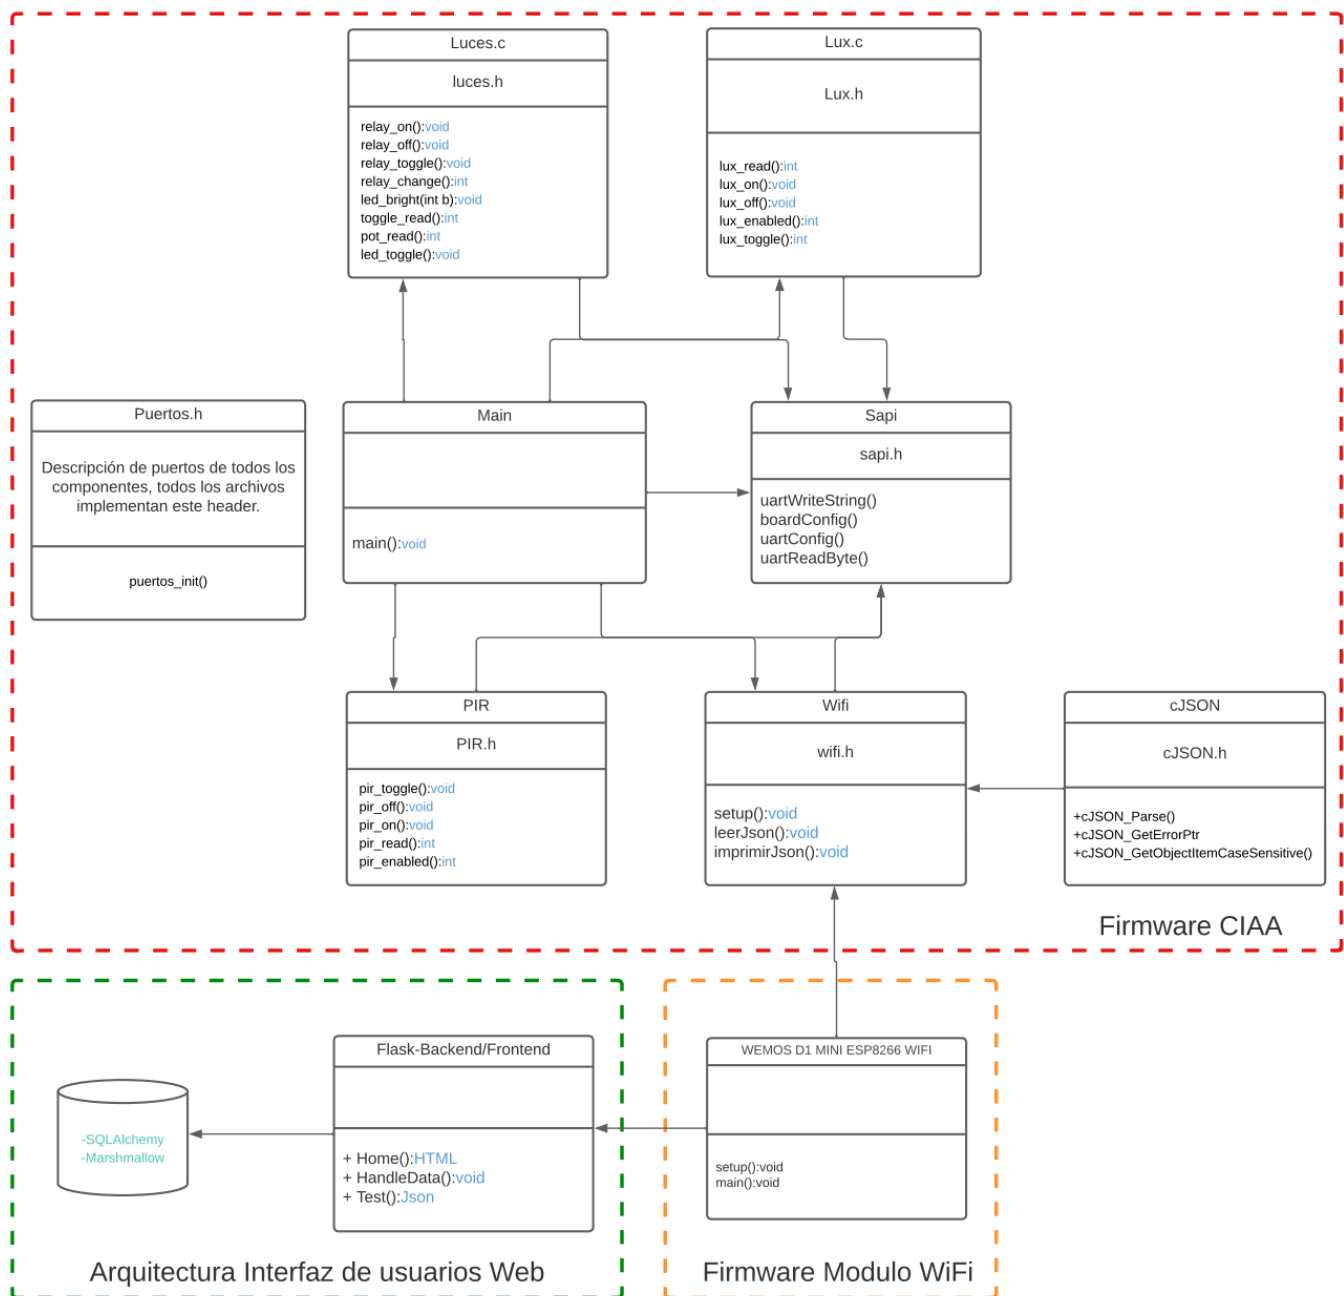 Luces.c
luces.h
relay_on():void
relay_off():void
relay_toggle():void
relay_change():int
led_bright(int b):void
toggle_read():int
pot_read():int
led_toggle():void
Lux.c
Lux.h
lux_read():int
lux_on():void
lux_off():void
lux_enabled():int
lux_toggle():int
Puertos.h
Descripción de puertos de todos los
componentes, todos los archivos
implementan este header.
puertos_init()
Main
main():void
Sapi
sapi.h
uartWriteString()
boardConfig()
uartConfig()
uartReadByte()
PIR
PIR.h
pir_toggle():void
pir_off():void
pir_on():void
pir_read():int
pir_enabled():int
Wifi
wifi.h
setup():void
leerJson():void
imprimirJson():void
cJSON
cJSON.h
+cJSON_Parse()
+cJSON_GetErrorPtr
+cJSON_GetObjectItemCaseSensitive()
Firmware CIAA
-SQLAlchemy
-Marshmallow
Flask-Backend/Frontend
+ Home():HTML
+ HandleData():void
+ Test():Json
Arquitectura Interfaz de usuarios Web
WEMOS D1 MINI ESP8266 WIFI
setup():void
main():void
Firmware Modulo WiFi